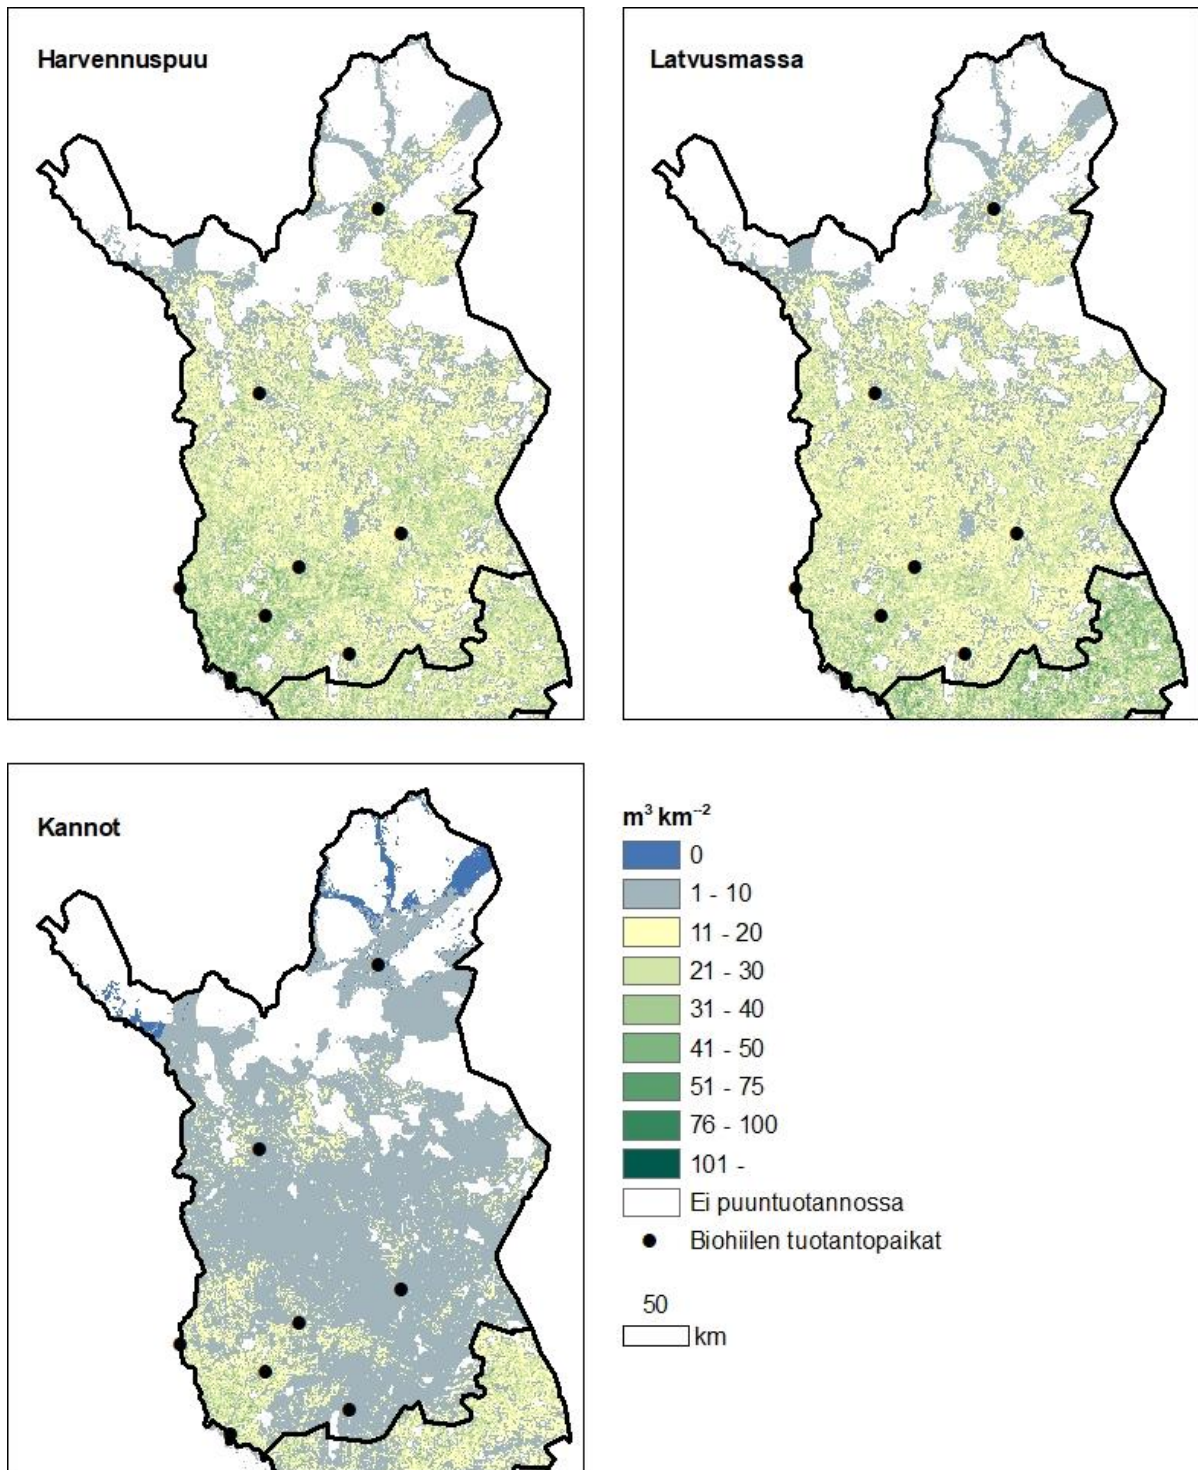 Harvennuspuu
Latvusmassa
Kannot
m³ km⁻²
0
1 - 10
11 - 20
21 - 30
31 - 40
41 - 50
51 - 75
76 - 100
101 -
Ei puuntuotannossa
Biohiilen tuotantopaikat
50
km